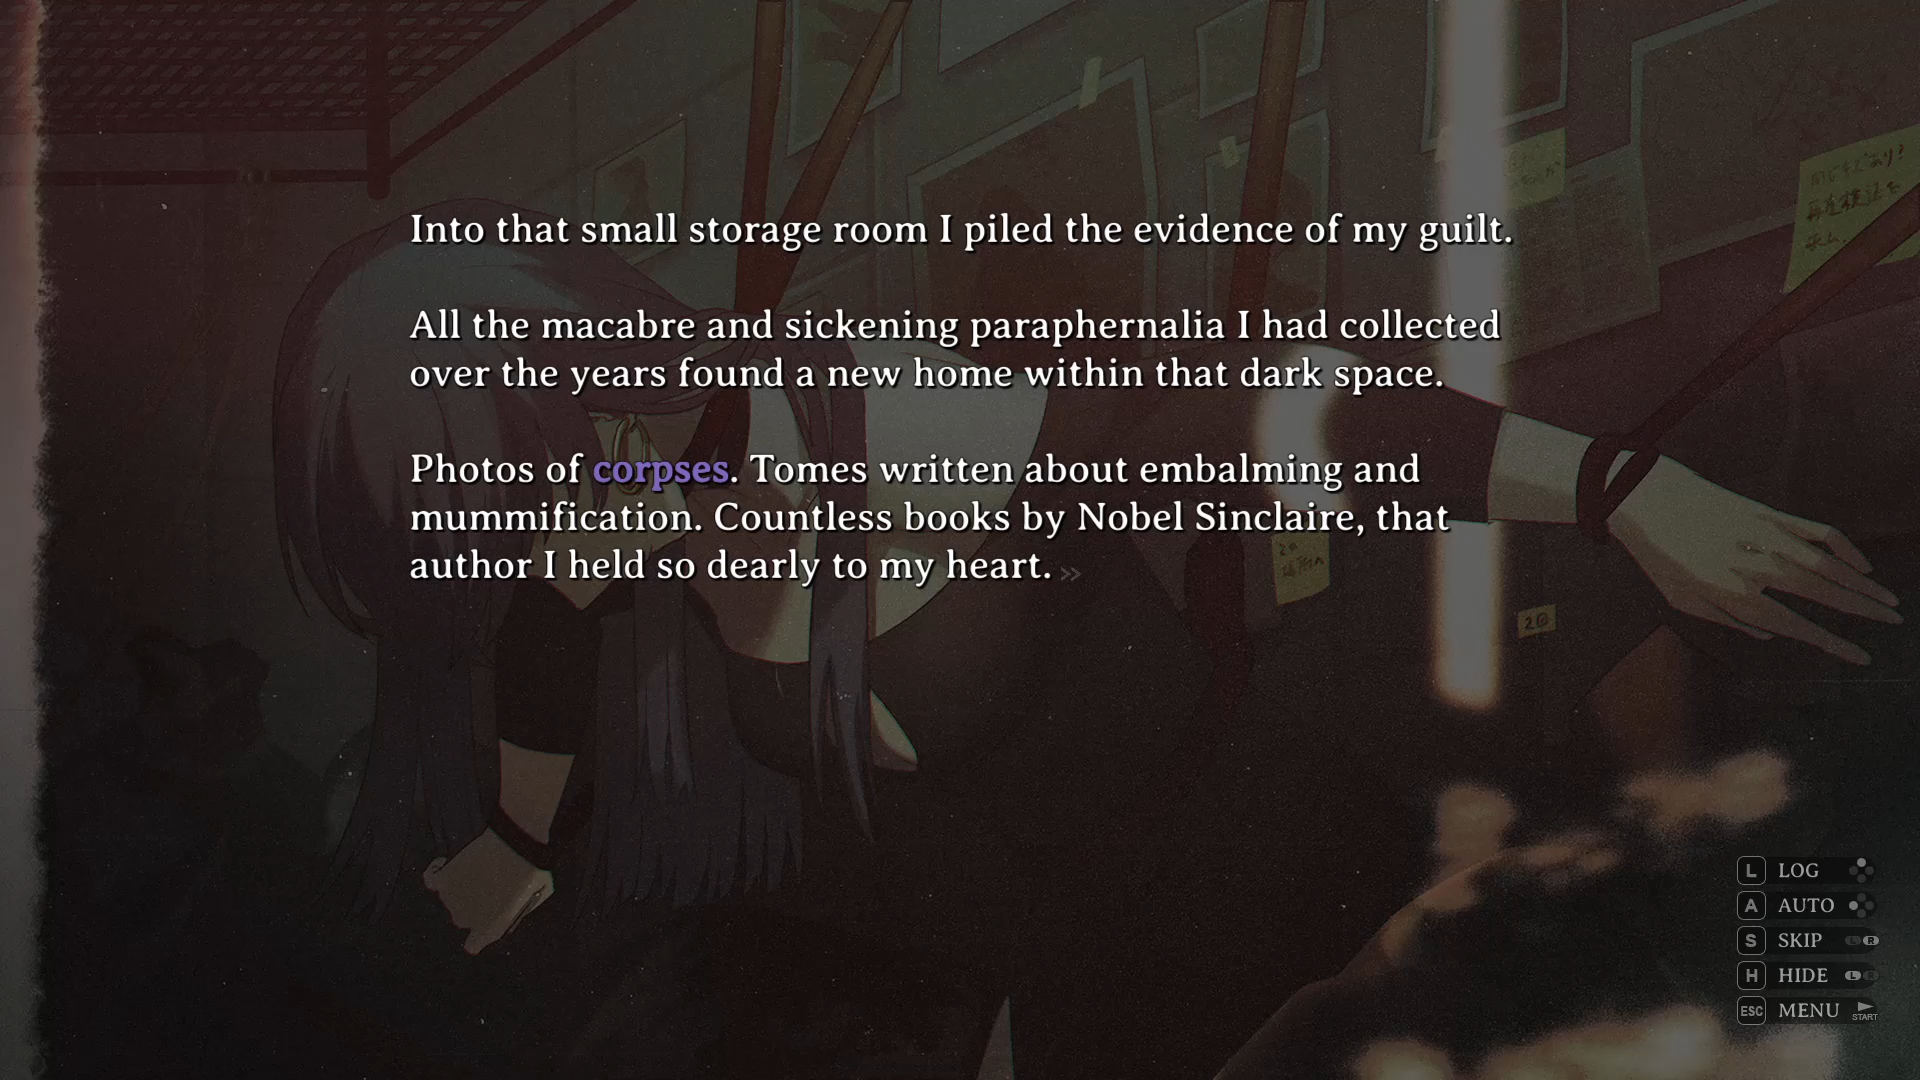 Into that small storage room I piled the evidence of my guilt.
All the macabre and sickening paraphernalia I had collected
over the years found a new home within that dark space.
Photos of corpses. Tomes written about embalming and
mummification. Countless books by Nobel Sinclaire, that
author I held so dearly to my heart. »
L LOG
A AUTO
S SKIP L R
H HIDE L R
ESC MENU START